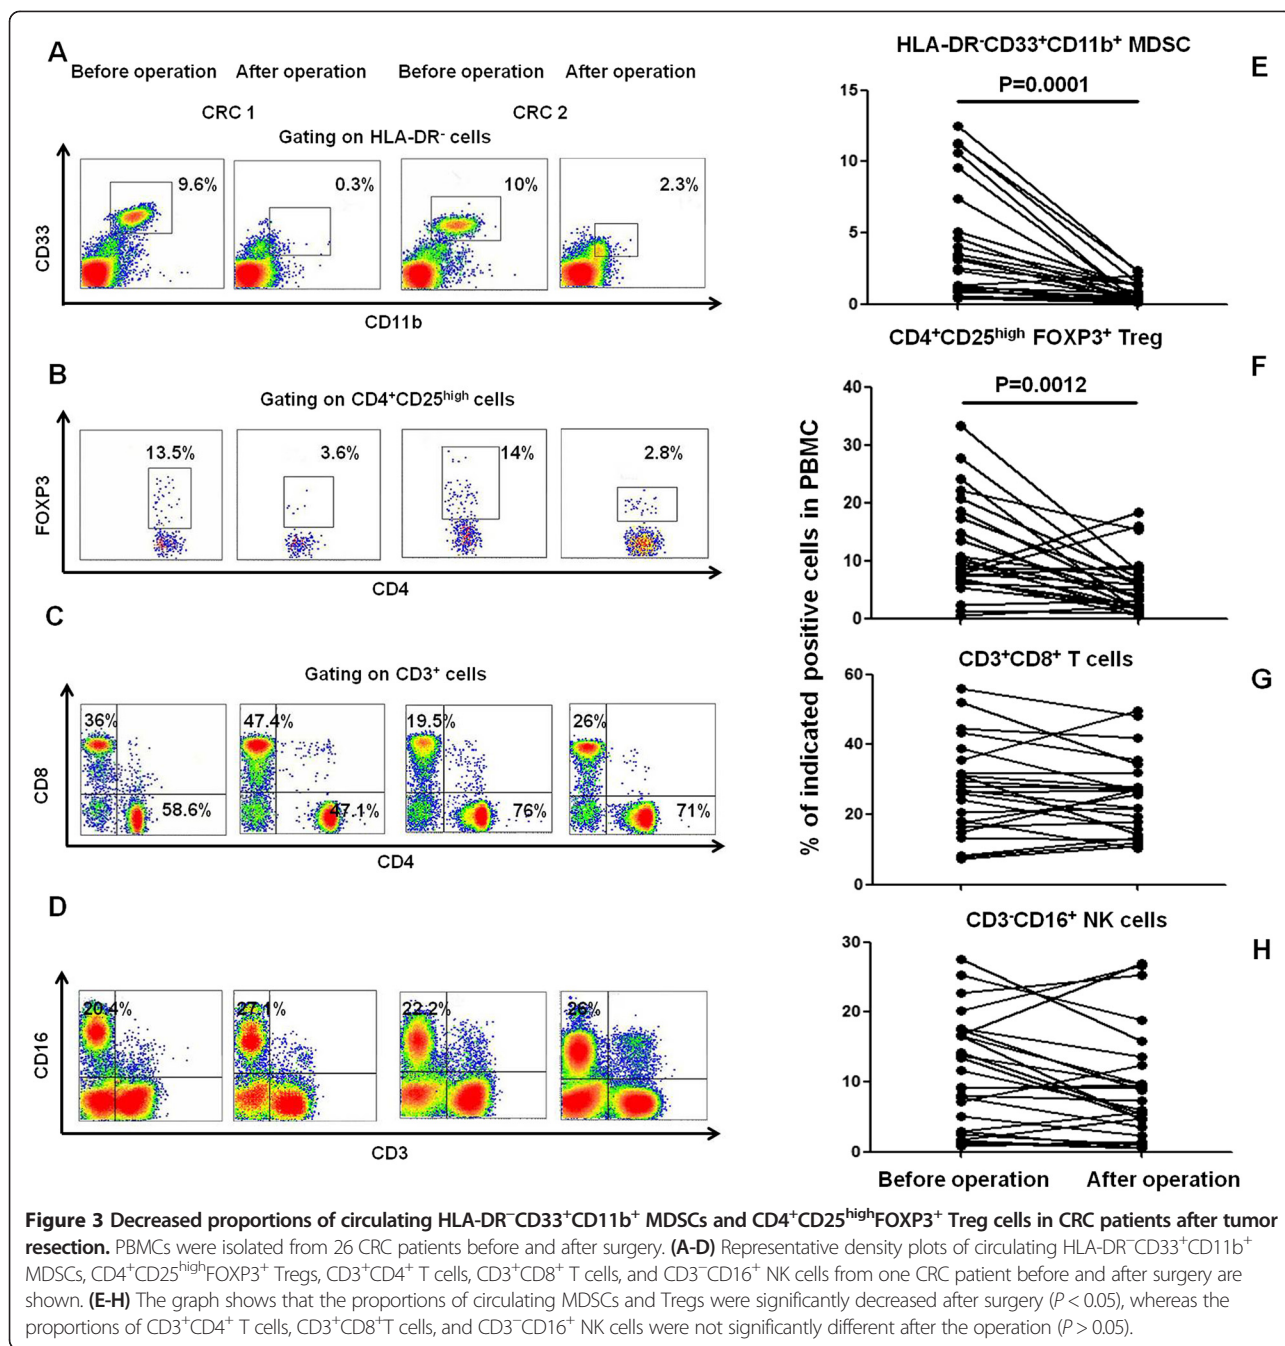 A
Before operation After operation Before operation After operation
CRC 1 CRC 2
Gating on HLA-DR⁻ cells
9.6% 0.3% 10% 2.3%
CD33
CD11b
B
Gating on CD4⁺CD25ʰⁱᵍʰ cells
13.5% 3.6% 14% 2.8%
FOXP3
CD4
C
Gating on CD3⁺ cells
36% 47.4% 19.5% 26%
58.6% 47.1% 76% 71%
CD8
CD4
D
20.4% 27.1% 22.2% 26%
CD16
CD3
% of indicated positive cells in PBMC
HLA-DR⁻CD33⁺CD11b⁺ MDSC
E
P=0.0001
15
10
5
0
CD4⁺CD25ʰⁱᵍʰ FOXP3⁺ Treg
F
P=0.0012
40
30
20
10
0
CD3⁺CD8⁺ T cells
G
60
40
20
0
CD3⁻CD16⁺ NK cells
H
30
20
10
0
Before operation After operation
Figure 3 Decreased proportions of circulating HLA-DR⁻CD33⁺CD11b⁺ MDSCs and CD4⁺CD25ʰⁱᵍʰFOXP3⁺ Treg cells in CRC patients after tumor
resection. PBMCs were isolated from 26 CRC patients before and after surgery. (A-D) Representative density plots of circulating HLA-DR⁻CD33⁺CD11b⁺
MDSCs, CD4⁺CD25ʰⁱᵍʰFOXP3⁺ Tregs, CD3⁺CD4⁺ T cells, CD3⁺CD8⁺ T cells, and CD3⁻CD16⁺ NK cells from one CRC patient before and after surgery are
shown. (E-H) The graph shows that the proportions of circulating MDSCs and Tregs were significantly decreased after surgery (P < 0.05), whereas the
proportions of CD3⁺CD4⁺ T cells, CD3⁺CD8⁺T cells, and CD3⁻CD16⁺ NK cells were not significantly different after the operation (P > 0.05).